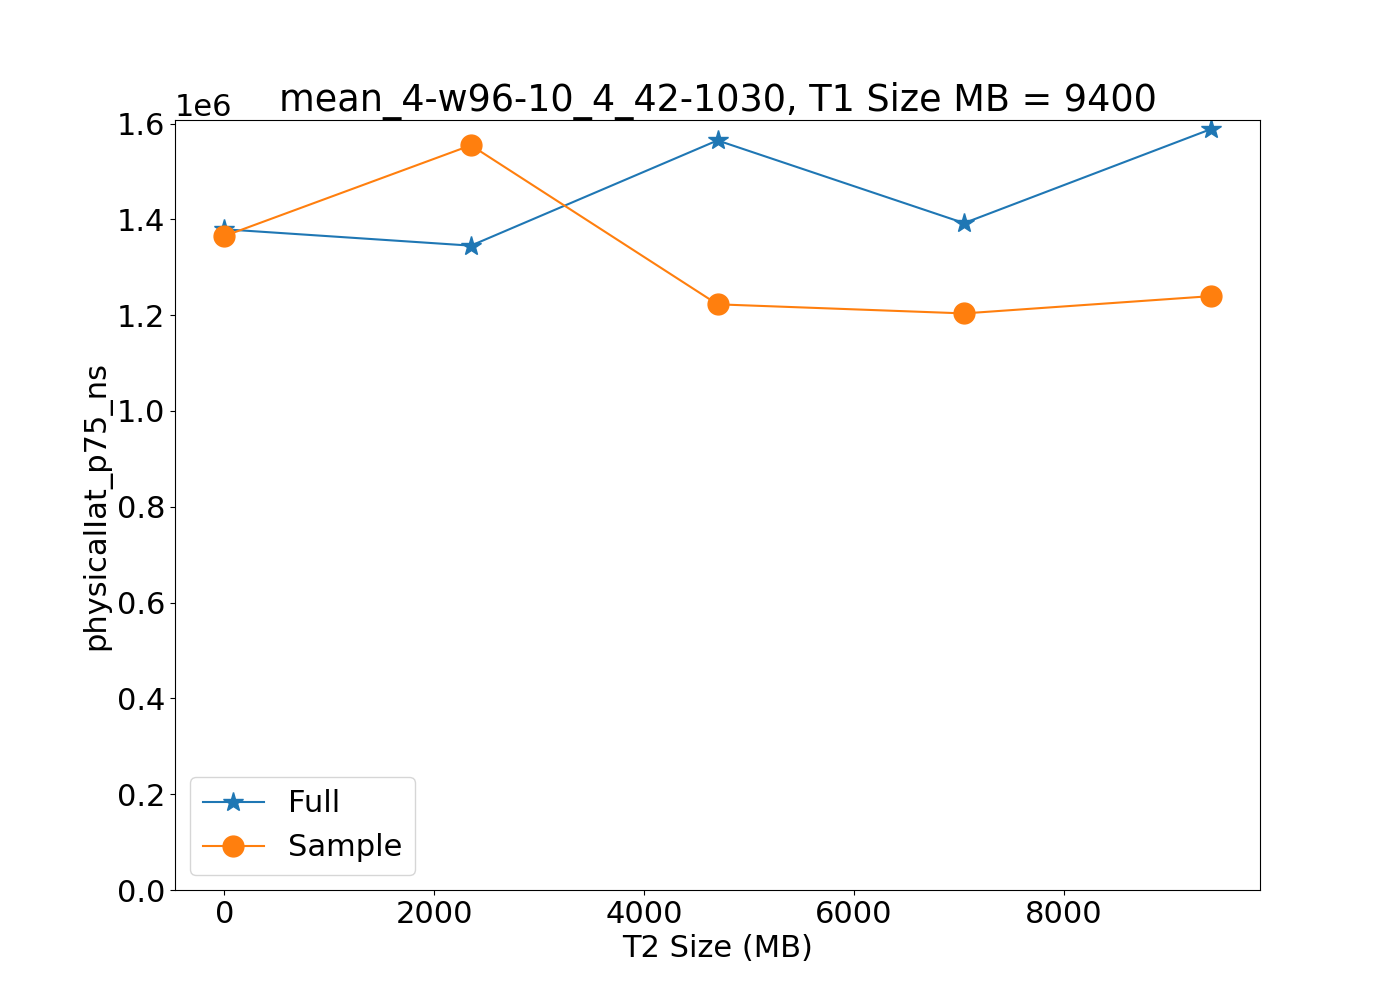 mean_4-w96-10_4_42-1030, T1 Size MB = 9400
1e6
1.6
1.4
1.2
1.0
0.8
0.6
0.4
0.2
0.0
physicallat_p75_ns
Full
Sample
0 2000 4000 6000 8000
T2 Size (MB)